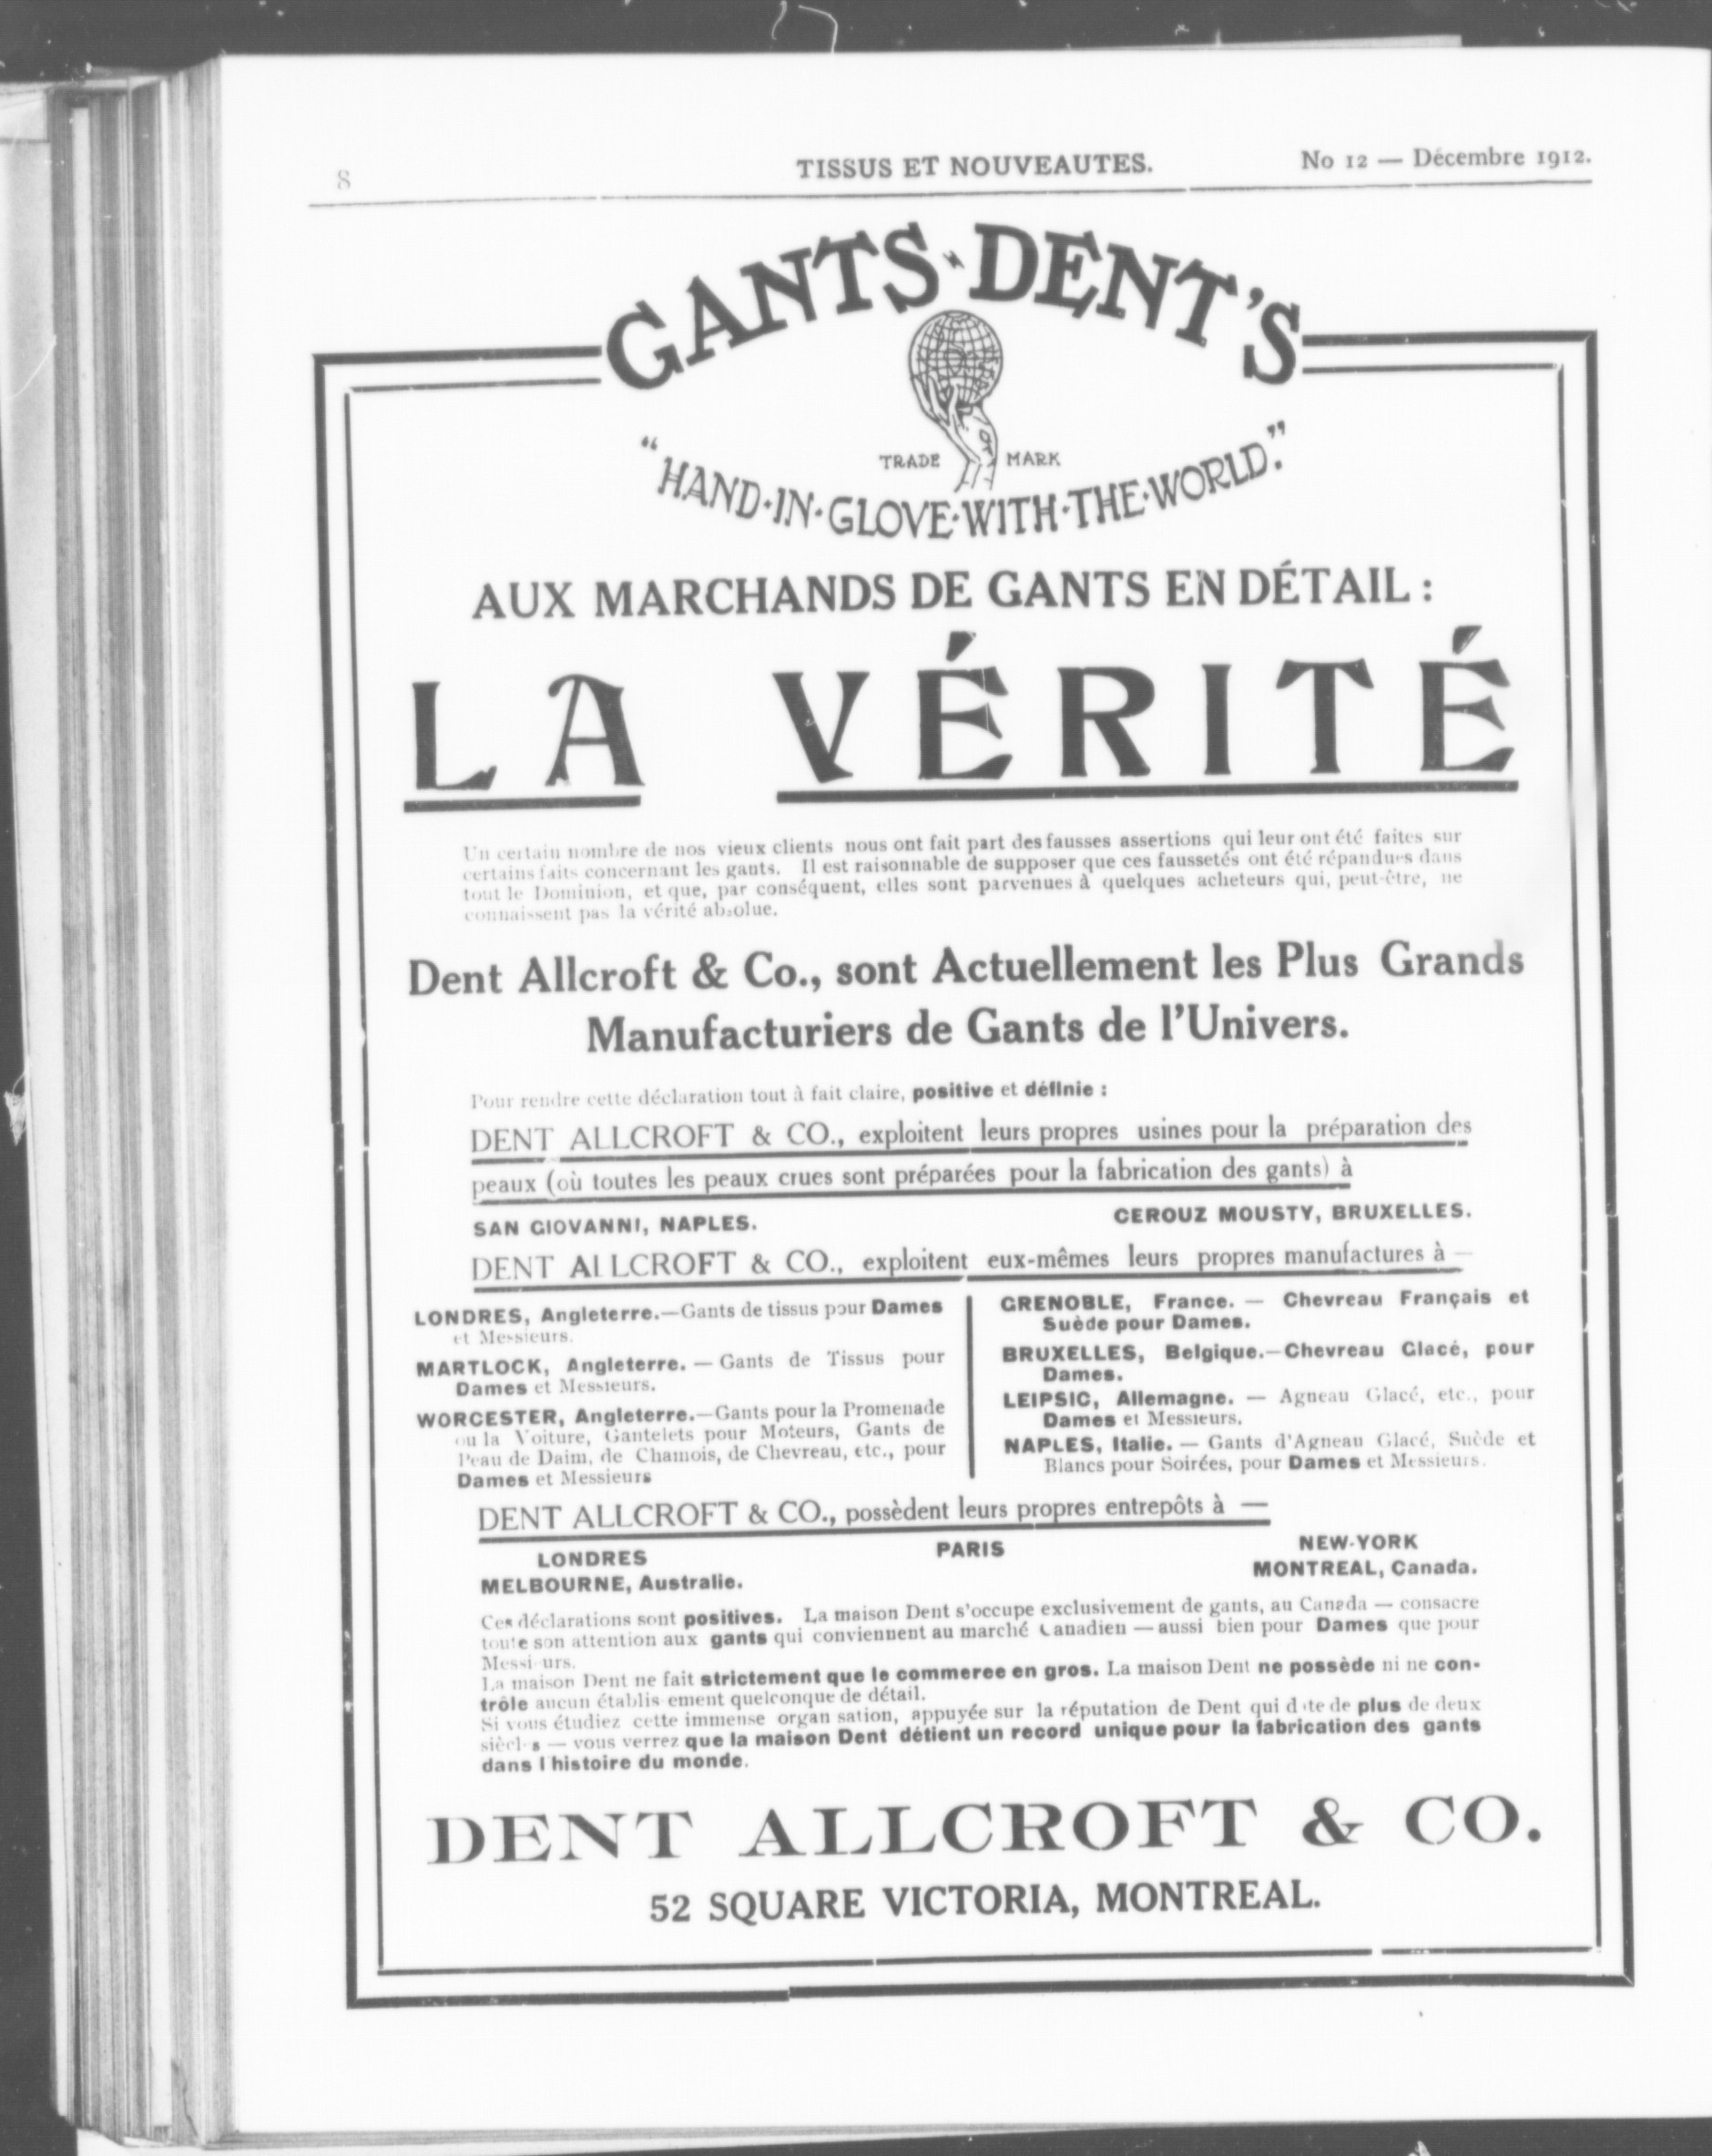 8
TISSUS ET NOUVEAUTES.
No 12 — Décembre 1912.
GANTS DENT'S
TRADE MARK
"HAND·IN·GLOVE·WITH·THE·WORLD."
AUX MARCHANDS DE GANTS EN DÉTAIL :
LA VÉRITÉ
Un certain nombre de nos vieux clients nous ont fait part des fausses assertions qui leur ont été faites sur
certains faits concernant les gants. Il est raisonnable de supposer que ces faussetés ont été répandues dans
tout le Dominion, et que, par conséquent, elles sont parvenues à quelques acheteurs qui, peut-être, ne
connaissent pas la vérité absolue.
Dent Allcroft & Co., sont Actuellement les Plus Grands
Manufacturiers de Gants de l'Univers.
Pour rendre cette déclaration tout à fait claire, positive et définie :
DENT ALLCROFT & CO., exploitent leurs propres usines pour la préparation des
peaux (où toutes les peaux crues sont préparées pour la fabrication des gants) à
SAN GIOVANNI, NAPLES.
CEROUZ MOUSTY, BRUXELLES.
DENT ALLCROFT & CO., exploitent eux-mêmes leurs propres manufactures à —
LONDRES, Angleterre.—Gants de tissus pour Dames
et Messieurs.
MARTLOCK, Angleterre. — Gants de Tissus pour
Dames et Messieurs.
WORCESTER, Angleterre.—Gants pour la Promenade
ou la Voiture, Gantelets pour Moteurs, Gants de
Peau de Daim, de Chamois, de Chevreau, etc., pour
Dames et Messieurs
GRENOBLE, France. — Chevreau Français et
Suède pour Dames.
BRUXELLES, Belgique.—Chevreau Glacé, pour
Dames.
LEIPSIC, Allemagne. — Agneau Glacé, etc., pour
Dames et Messieurs.
NAPLES, Italie. — Gants d'Agneau Glacé, Suède et
Blancs pour Soirées, pour Dames et Messieurs.
DENT ALLCROFT & CO., possèdent leurs propres entrepôts à —
LONDRES
PARIS
NEW-YORK
MELBOURNE, Australie.
MONTREAL, Canada.
Ces déclarations sont positives. La maison Dent s'occupe exclusivement de gants, au Canada — consacre
toute son attention aux gants qui conviennent au marché Canadien — aussi bien pour Dames que pour
Messieurs.
La maison Dent ne fait strictement que le commeree en gros. La maison Dent ne possède ni ne con-
trôle aucun établissement quelconque de détail.
Si vous étudiez cette immense organisation, appuyée sur la réputation de Dent qui date de plus de deux
siècles — vous verrez que la maison Dent détient un record unique pour la fabrication des gants
dans l'histoire du monde.
DENT ALLCROFT & CO.
52 SQUARE VICTORIA, MONTREAL.